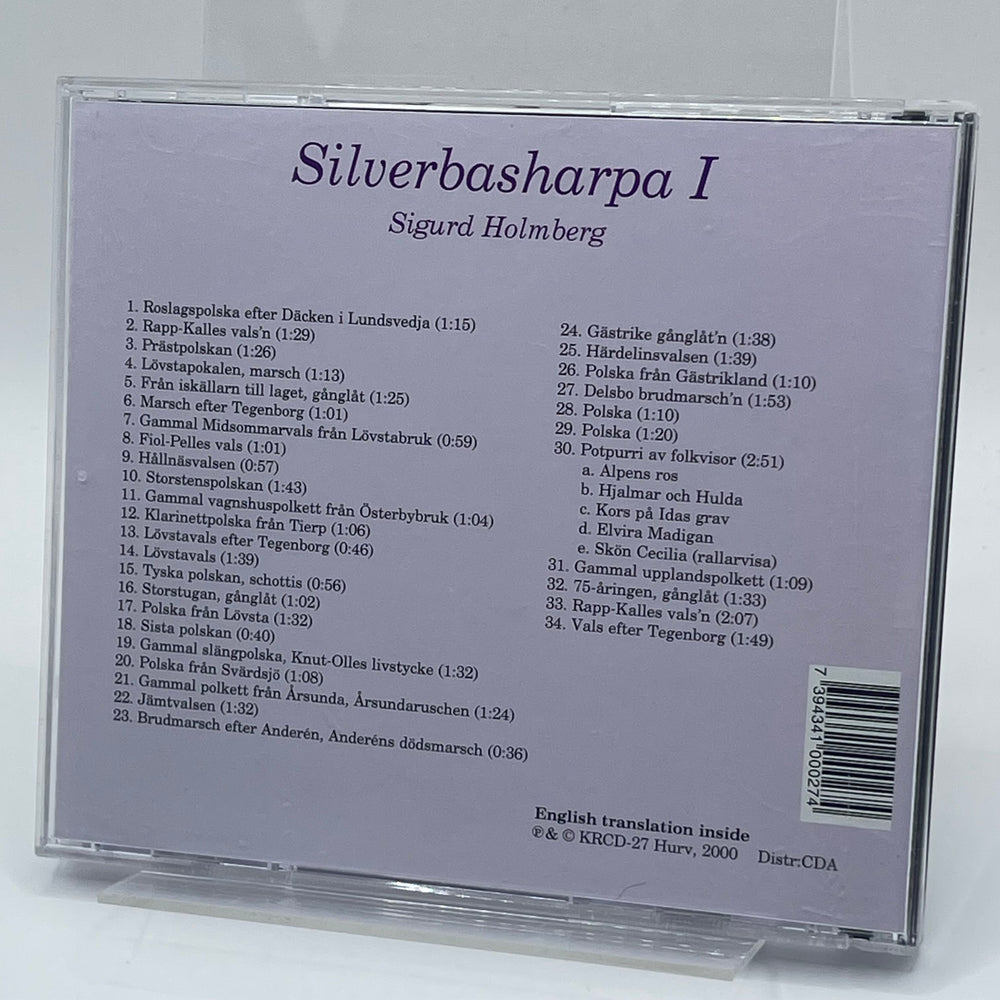 Silverbasharpa I
Sigurd Holmberg
1. Roslagspolska efter Däcken i Lundsvedja (1:15)
2. Rapp-Kalles vals'n (1:29)
3. Prästpolskan (1:26)
4. Lövstapokalen, marsch (1:13)
5. Från iskällarn till laget, gånglåt (1:25)
6. Marsch efter Tegenborg (1:01)
7. Gammal Midsommarvals från Lövstabruk (0:59)
8. Fiol-Pelles vals (1:01)
9. Hållnäsvalsen (0:57)
10. Storstenspolskan (1:43)
11. Gammal vagnshuspolkett från Österbybruk (1:04)
12. Klarinettpolska från Tierp (1:06)
13. Lövstavals efter Tegenborg (0:46)
14. Lövstavals (1:39)
15. Tyska polskan, schottis (0:56)
16. Storstugan, gånglåt (1:02)
17. Polska från Lövsta (1:32)
18. Sista polskan (0:40)
19. Gammal slängpolska, Knut-Olles livstycke (1:32)
20. Polska från Svärdsjö (1:08)
21. Gammal polkett från Årsunda, Årsundaruschen (1:24)
22. Jämtvalsen (1:32)
23. Brudmarsch efter Anderén, Anderéns dödsmarsch (0:36)
24. Gästrike gånglåt'n (1:38)
25. Härdelinsvalsen (1:39)
26. Polska från Gästrikland (1:10)
27. Delsbo brudmarsch'n (1:53)
28. Polska (1:10)
29. Polska (1:20)
30. Potpurri av folkvisor (2:51)
a. Alpens ros
b. Hjalmar och Hulda
c. Kors på Idas grav
d. Elvira Madigan
e. Skön Cecilia (rallarvisa)
31. Gammal upplandspolkett (1:09)
32. 75-åringen, gånglåt (1:33)
33. Rapp-Kalles vals'n (2:07)
34. Vals efter Tegenborg (1:49)
7 394341 000274
English translation inside
℗ & © KRCD-27 Hurv, 2000 Distr:CDA